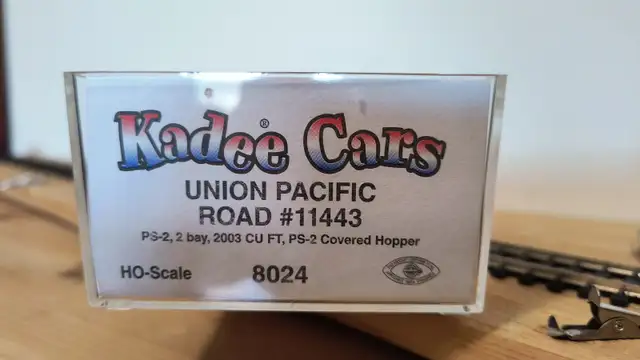 Kadee® Cars
UNION PACIFIC
ROAD #11443
PS-2, 2 bay, 2003 CU FT, PS-2 Covered Hopper
HO-Scale 8024